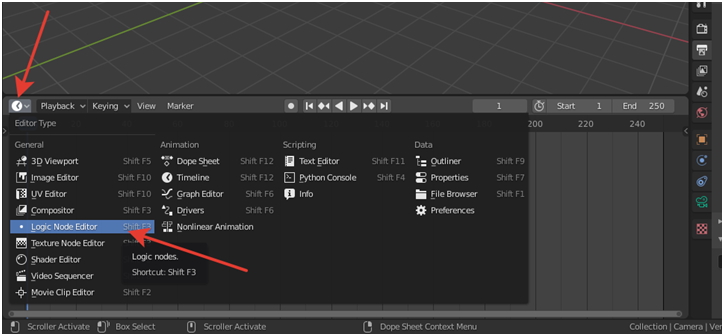 Playback Keying View Marker 1 Start 1 End 250
Editor Type
200 220 240
General Animation Scripting Data
3D Viewport Shift F5 Dope Sheet Shift F12 Text Editor Shift F11 Outliner Shift F9
Image Editor Shift F10 Timeline Shift F12 Python Console Shift F4 Properties Shift F7
UV Editor Shift F10 Graph Editor Shift F6 Info File Browser Shift F1
Compositor Shift F3 Drivers Shift F6 Preferences
Logic Node Editor Shift F3 Nonlinear Animation
Texture Node Editor
Shader Editor Logic nodes.
Video Sequencer Shortcut: Shift F3
Movie Clip Editor Shift F2
Scroller Activate Box Select Scroller Activate Dope Sheet Context Menu Collection | Camera | Ve